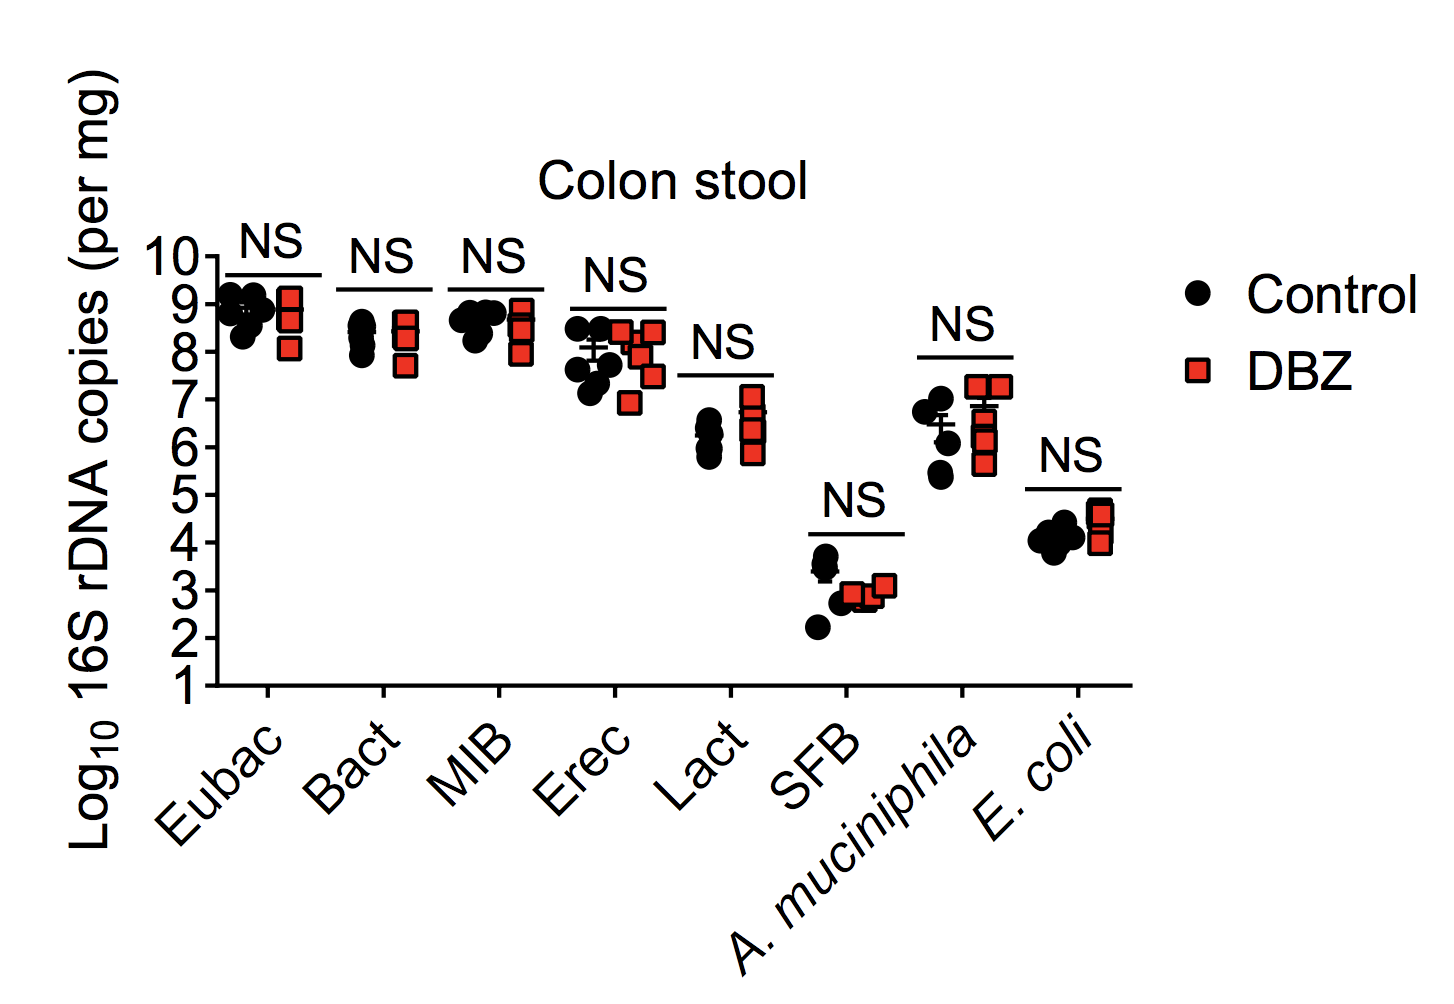 Colon stool
Log10 16S rDNA copies (per mg)
10
9
8
7
6
5
4
3
2
1
NS
NS
NS
NS
NS
NS
NS
NS
Eubac
Bact
MIB
Erec
Lact
SFB
A. muciniphila
E. coli
Control
DBZ